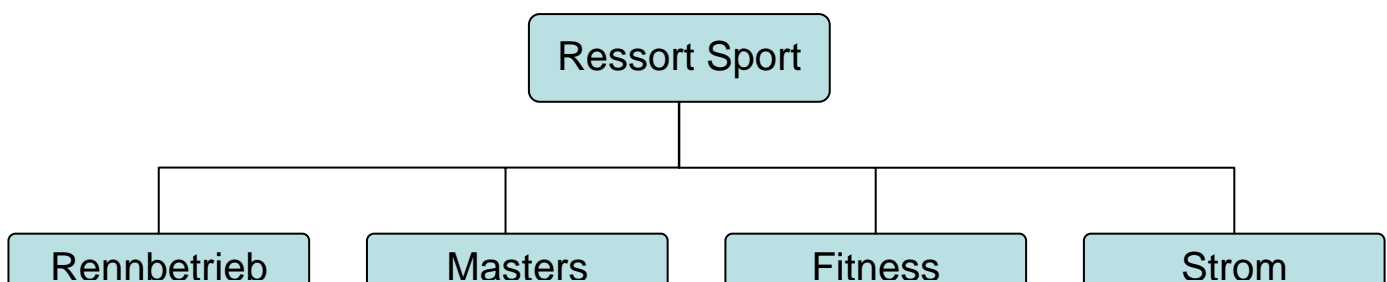 Ressort Sport
Rennbetrieb
Masters
Fitness
Strom